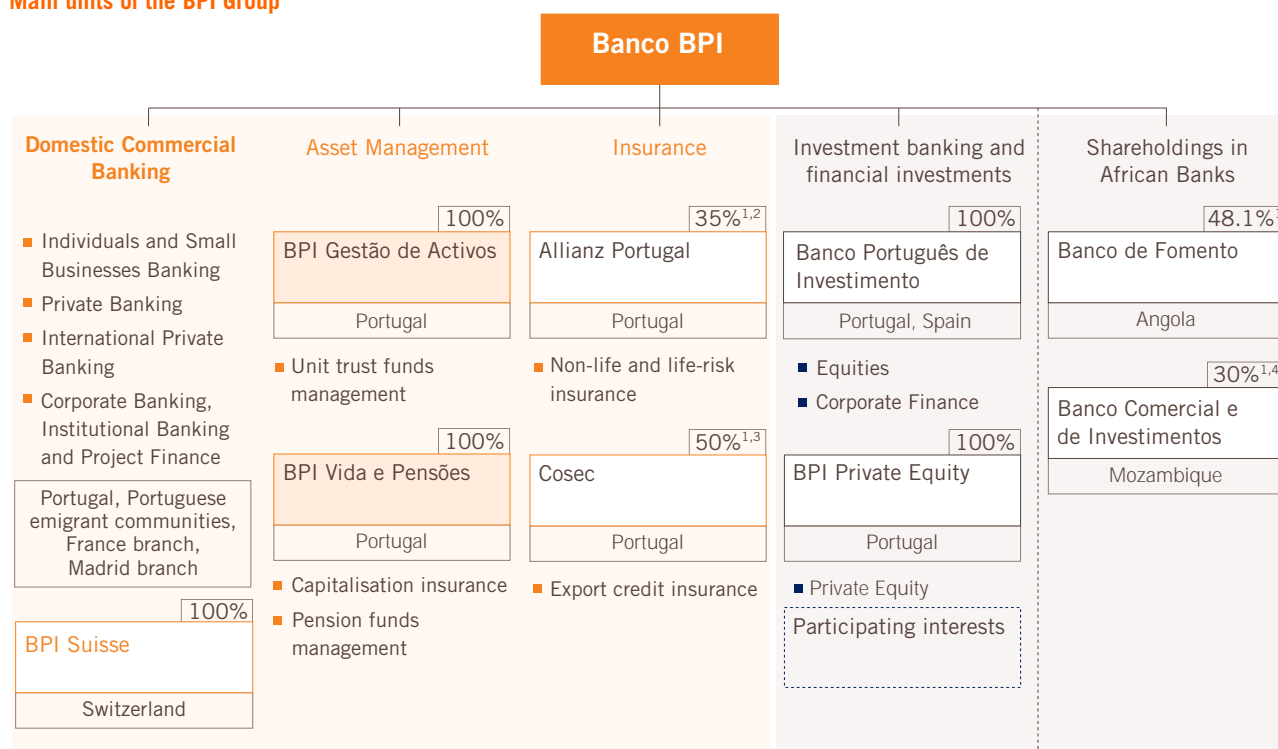 Main units of the BPI Group
Banco BPI
Domestic Commercial
Banking
Individuals and Small
Businesses Banking
Private Banking
International Private
Banking
Corporate Banking,
Institutional Banking
and Project Finance
Portugal, Portuguese
emigrant communities,
France branch,
Madrid branch
100%
BPI Suisse
Switzerland
Asset Management
100%
BPI Gestão de Activos
Portugal
Unit trust funds
management
100%
BPI Vida e Pensões
Portugal
Capitalisation insurance
Pension funds
management
Insurance
35%1,2
Allianz Portugal
Portugal
Non-life and life-risk
insurance
50%1,3
Cosec
Portugal
Export credit insurance
Investment banking and
financial investments
100%
Banco Português de
Investimento
Portugal, Spain
Equities
Corporate Finance
100%
BPI Private Equity
Portugal
Private Equity
Participating interests
Shareholdings in
African Banks
48.1%
Banco de Fomento
Angola
30%1,4
Banco Comercial e
de Investimentos
Mozambique